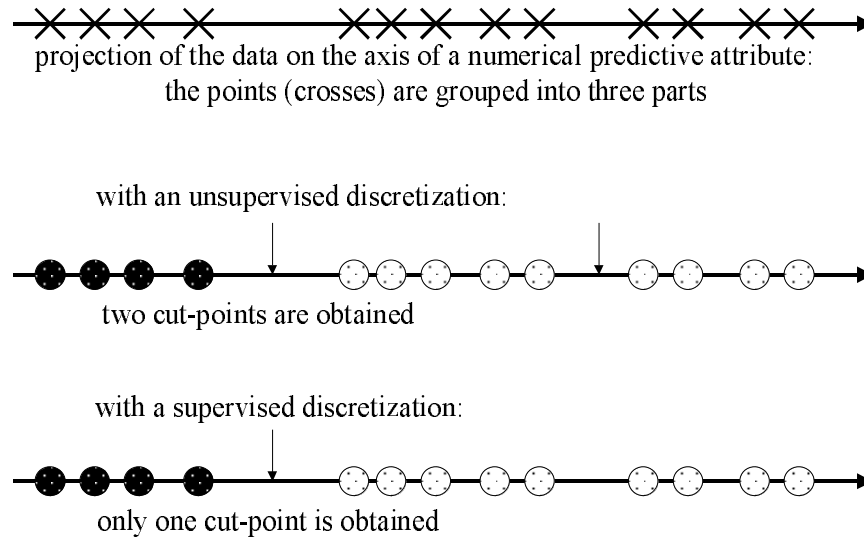 projection of the data on the axis of a numerical predictive attribute:
the points (crosses) are grouped into three parts
with an unsupervised discretization:
two cut-points are obtained
with a supervised discretization:
only one cut-point is obtained